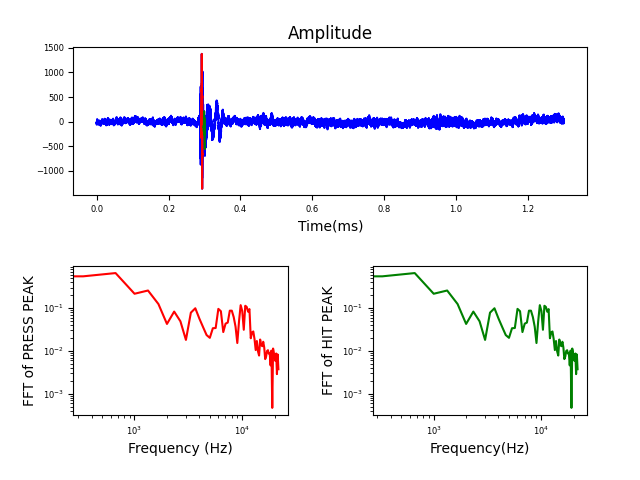 Amplitude
1500
1000
500
0
−500
−1000
0.0 0.2 0.4 0.6 0.8 1.0 1.2
Time(ms)
FFT of PRESS PEAK
10⁻¹
10⁻²
10⁻³
10³ 10⁴
Frequency (Hz)
FFT of HIT PEAK
10⁻¹
10⁻²
10⁻³
10³ 10⁴
Frequency(Hz)